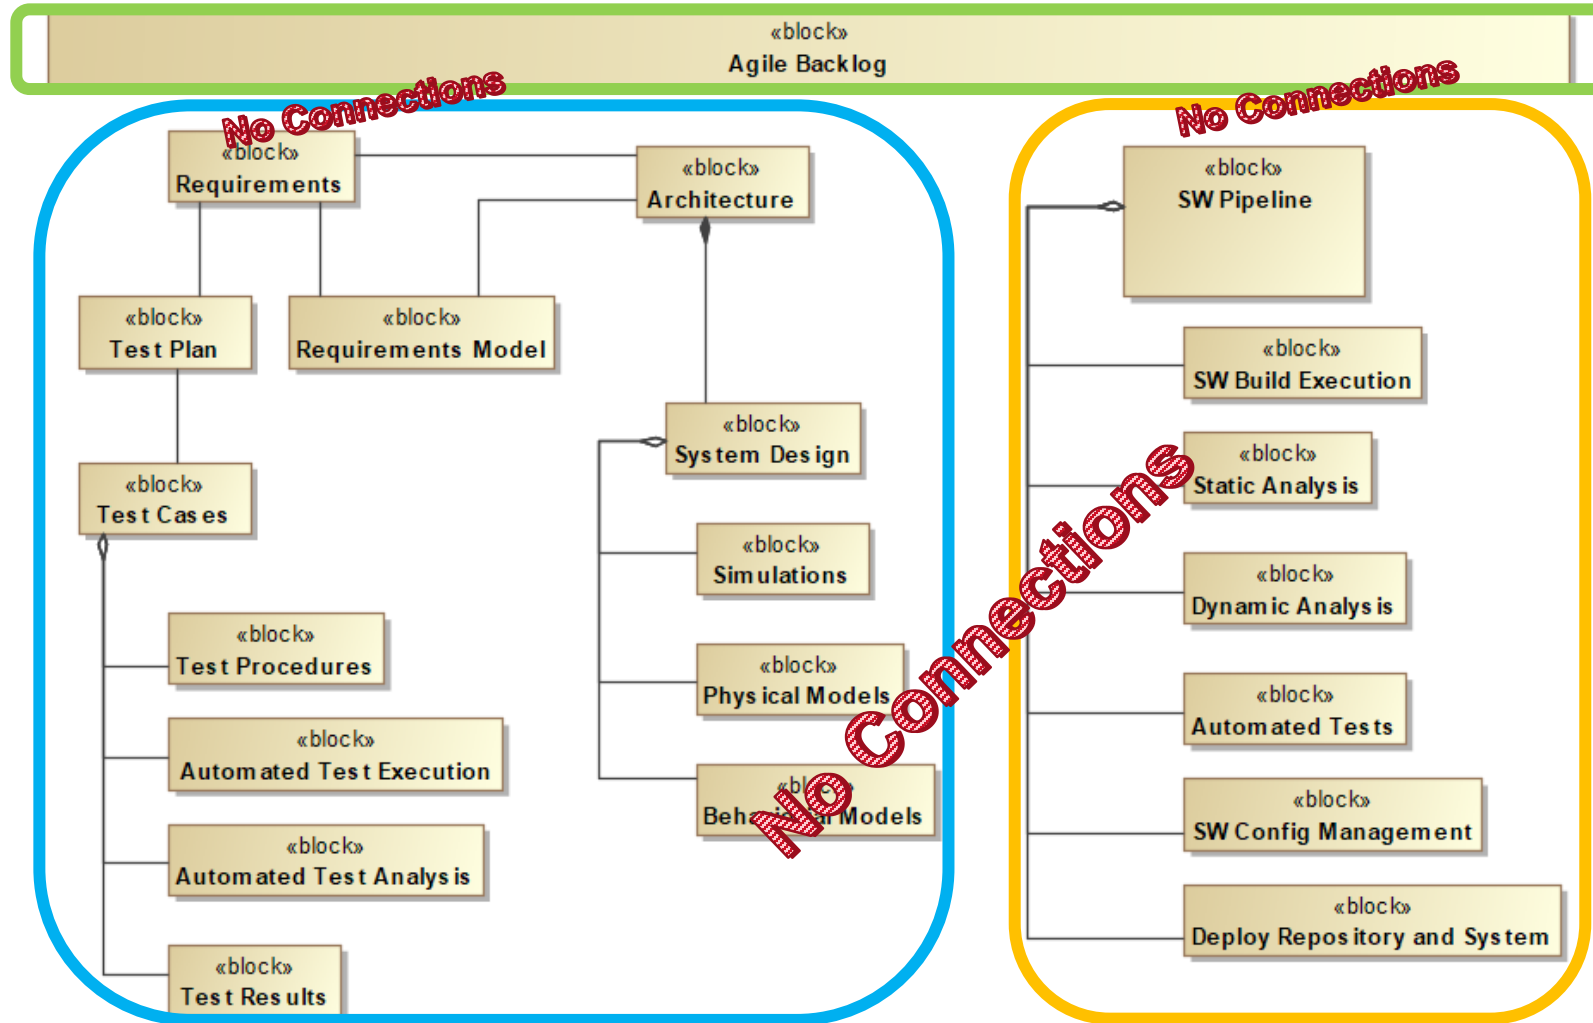 «block»
Agile Backlog
No Connections
No Connections
«block»
Requirements
«block»
Architecture
«block»
SW Pipeline
«block»
Test Plan
«block»
Requirements Model
«block»
SW Build Execution
«block»
System Design
«block»
Static Analysis
«block»
Test Cases
No Connections
«block»
Simulations
«block»
Dynamic Analysis
«block»
Test Procedures
«block»
Physical Models
«block»
Automated Tests
«block»
Automated Test Execution
«block»
Behavioral Models
«block»
SW Config Management
«block»
Automated Test Analysis
«block»
Deploy Repository and System
«block»
Test Results